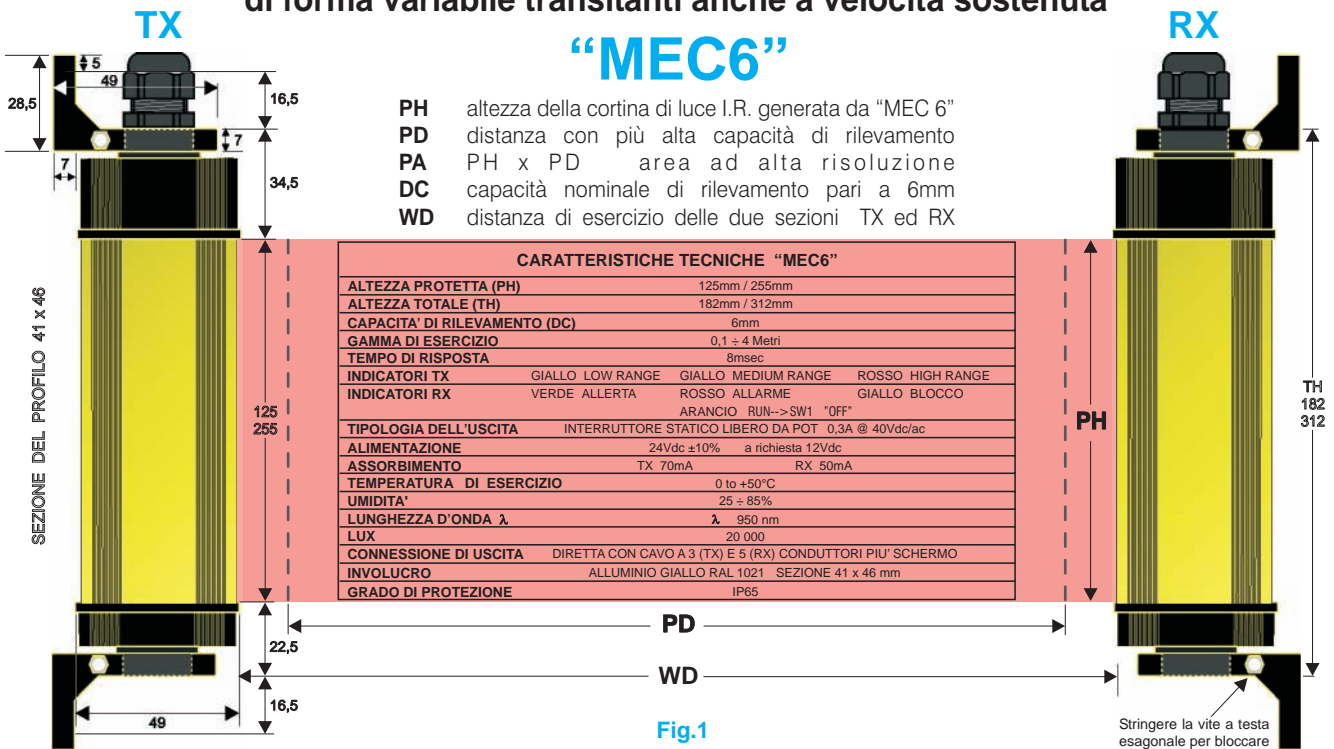 di forma variabile transitanti anche a velocità sostenuta
TX
RX
“MEC6”
PH altezza della cortina di luce I.R. generata da “MEC 6”
PD distanza con più alta capacità di rilevamento
PA PH x PD area ad alta risoluzione
DC capacità nominale di rilevamento pari a 6mm
WD distanza di esercizio delle due sezioni TX ed RX
5
49
28,5
16,5
7
7
34,5
SEZIONE DEL PROFILO 41 x 46
125
255
CARATTERISTICHE TECNICHE “MEC6”
ALTEZZA PROTETTA (PH) 125mm / 255mm
ALTEZZA TOTALE (TH) 182mm / 312mm
CAPACITA’ DI RILEVAMENTO (DC) 6mm
GAMMA DI ESERCIZIO 0,1 ÷ 4 Metri
TEMPO DI RISPOSTA 8msec
INDICATORI TX GIALLO LOW RANGE GIALLO MEDIUM RANGE ROSSO HIGH RANGE
INDICATORI RX VERDE ALLERTA ROSSO ALLARME GIALLO BLOCCO
ARANCIO RUN-->SW1 "OFF"
TIPOLOGIA DELL’USCITA INTERRUTTORE STATICO LIBERO DA POT 0,3A @ 40Vdc/ac
ALIMENTAZIONE 24Vdc ±10% a richiesta 12Vdc
ASSORBIMENTO TX 70mA RX 50mA
TEMPERATURA DI ESERCIZIO 0 to +50°C
UMIDITA' 25 ÷ 85%
LUNGHEZZA D’ONDA λ λ 950 nm
LUX 20 000
CONNESSIONE DI USCITA DIRETTA CON CAVO A 3 (TX) E 5 (RX) CONDUTTORI PIU’ SCHERMO
INVOLUCRO ALLUMINIO GIALLO RAL 1021 SEZIONE 41 x 46 mm
GRADO DI PROTEZIONE IP65
PH
TH
182
312
PD
22,5
WD
16,5
49
Fig.1
Stringere la vite a testa
esagonale per bloccare